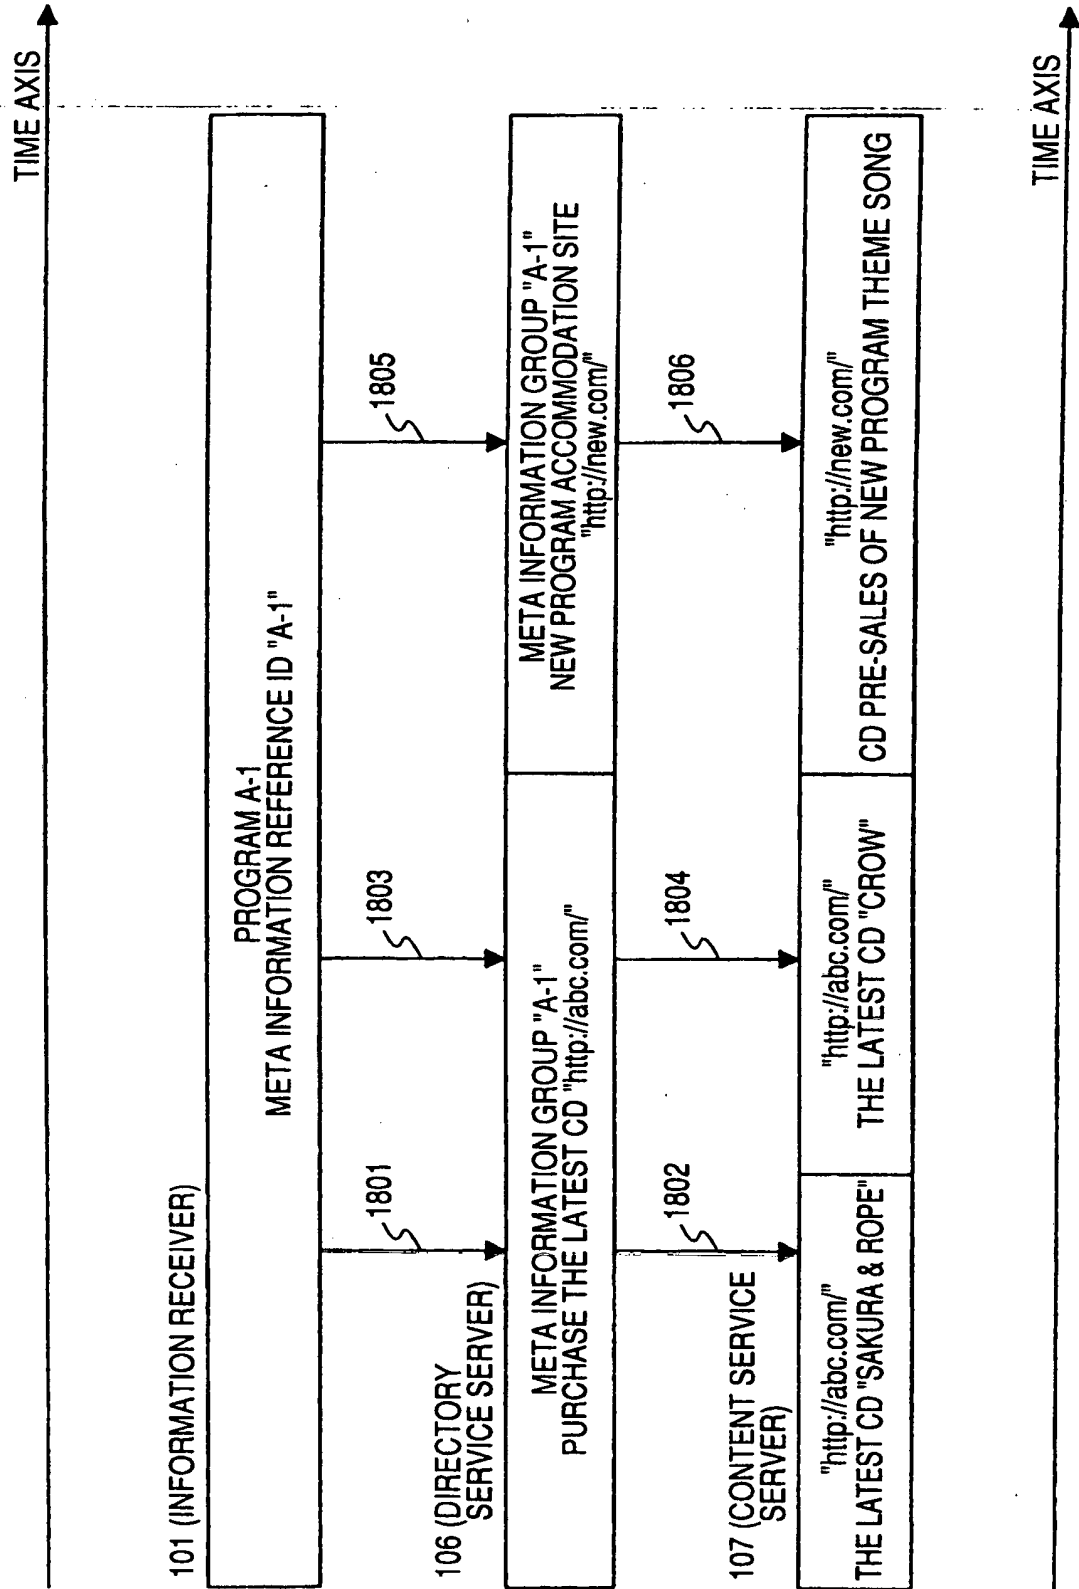 TIME AXIS
101 (INFORMATION RECEIVER)
PROGRAM A-1
META INFORMATION REFERENCE ID "A-1"
1801
1803
1805
106 (DIRECTORY
SERVICE SERVER)
META INFORMATION GROUP "A-1"
PURCHASE THE LATEST CD "http://abc.com/"
META INFORMATION GROUP "A-1"
NEW PROGRAM ACCOMMODATION SITE
"http://new.com/"
1802
1804
1806
107 (CONTENT SERVICE
SERVER)
"http://abc.com/"
THE LATEST CD "SAKURA & ROPE"
"http://abc.com/"
THE LATEST CD "CROW"
"http://new.com/"
CD PRE-SALES OF NEW PROGRAM THEME SONG
TIME AXIS